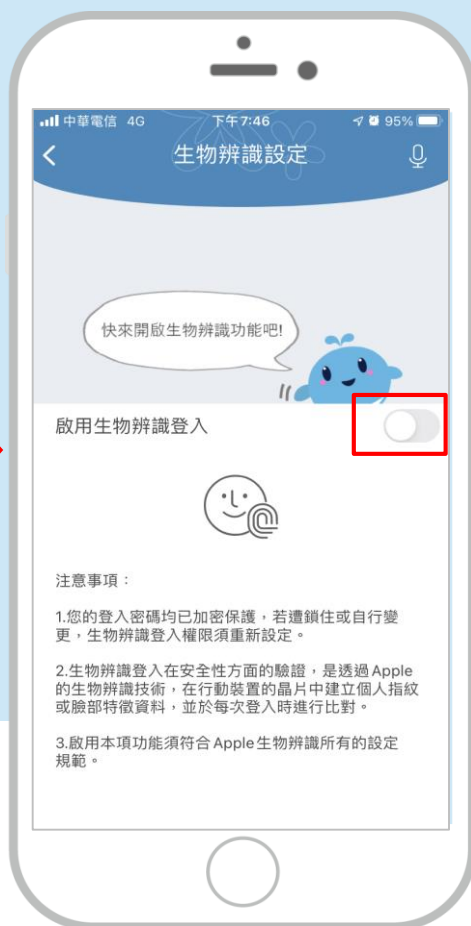 中華電信 4G 下午7:46 95%
生物辨識設定
快來開啟生物辨識功能吧!
啟用生物辨識登入
注意事項：
1.您的登入密碼均已加密保護，若遭鎖住或自行變
更，生物辨識登入權限須重新設定。
2.生物辨識登入在安全性方面的驗證，是透過Apple
的生物辨識技術，在行動裝置的晶片中建立個人指紋
或臉部特徵資料，並於每次登入時進行比對。
3.啟用本項功能須符合Apple生物辨識所有的設定
規範。